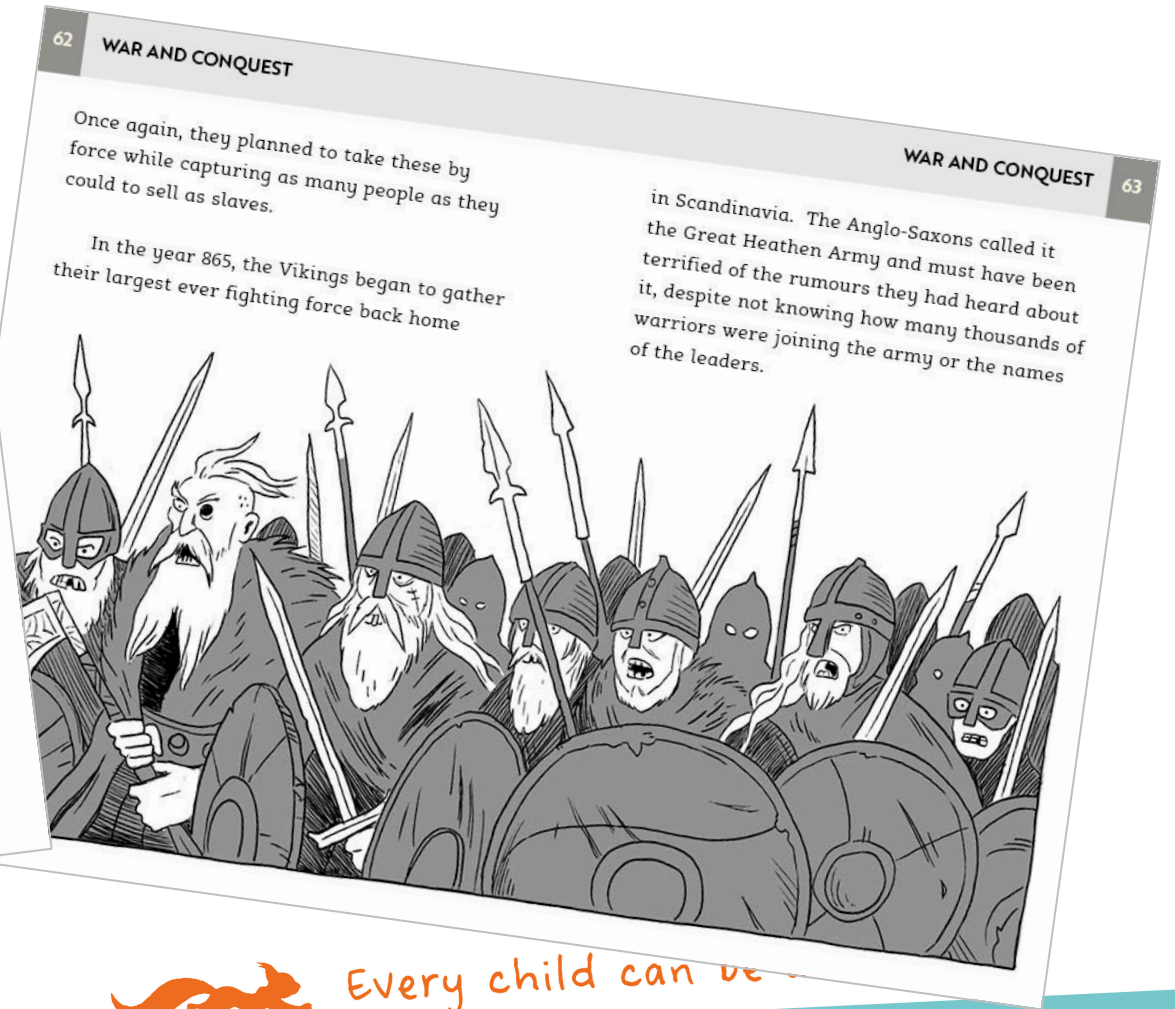 62
WAR AND CONQUEST
Once again, they planned to take these by
force while capturing as many people as they
could to sell as slaves.
In the year 865, the Vikings began to gather
their largest ever fighting force back home
WAR AND CONQUEST
63
in Scandinavia. The Anglo-Saxons called it
the Great Heathen Army and must have been
terrified of the rumours they had heard about
it, despite not knowing how many thousands of
warriors were joining the army or the names
of the leaders.
Every child can